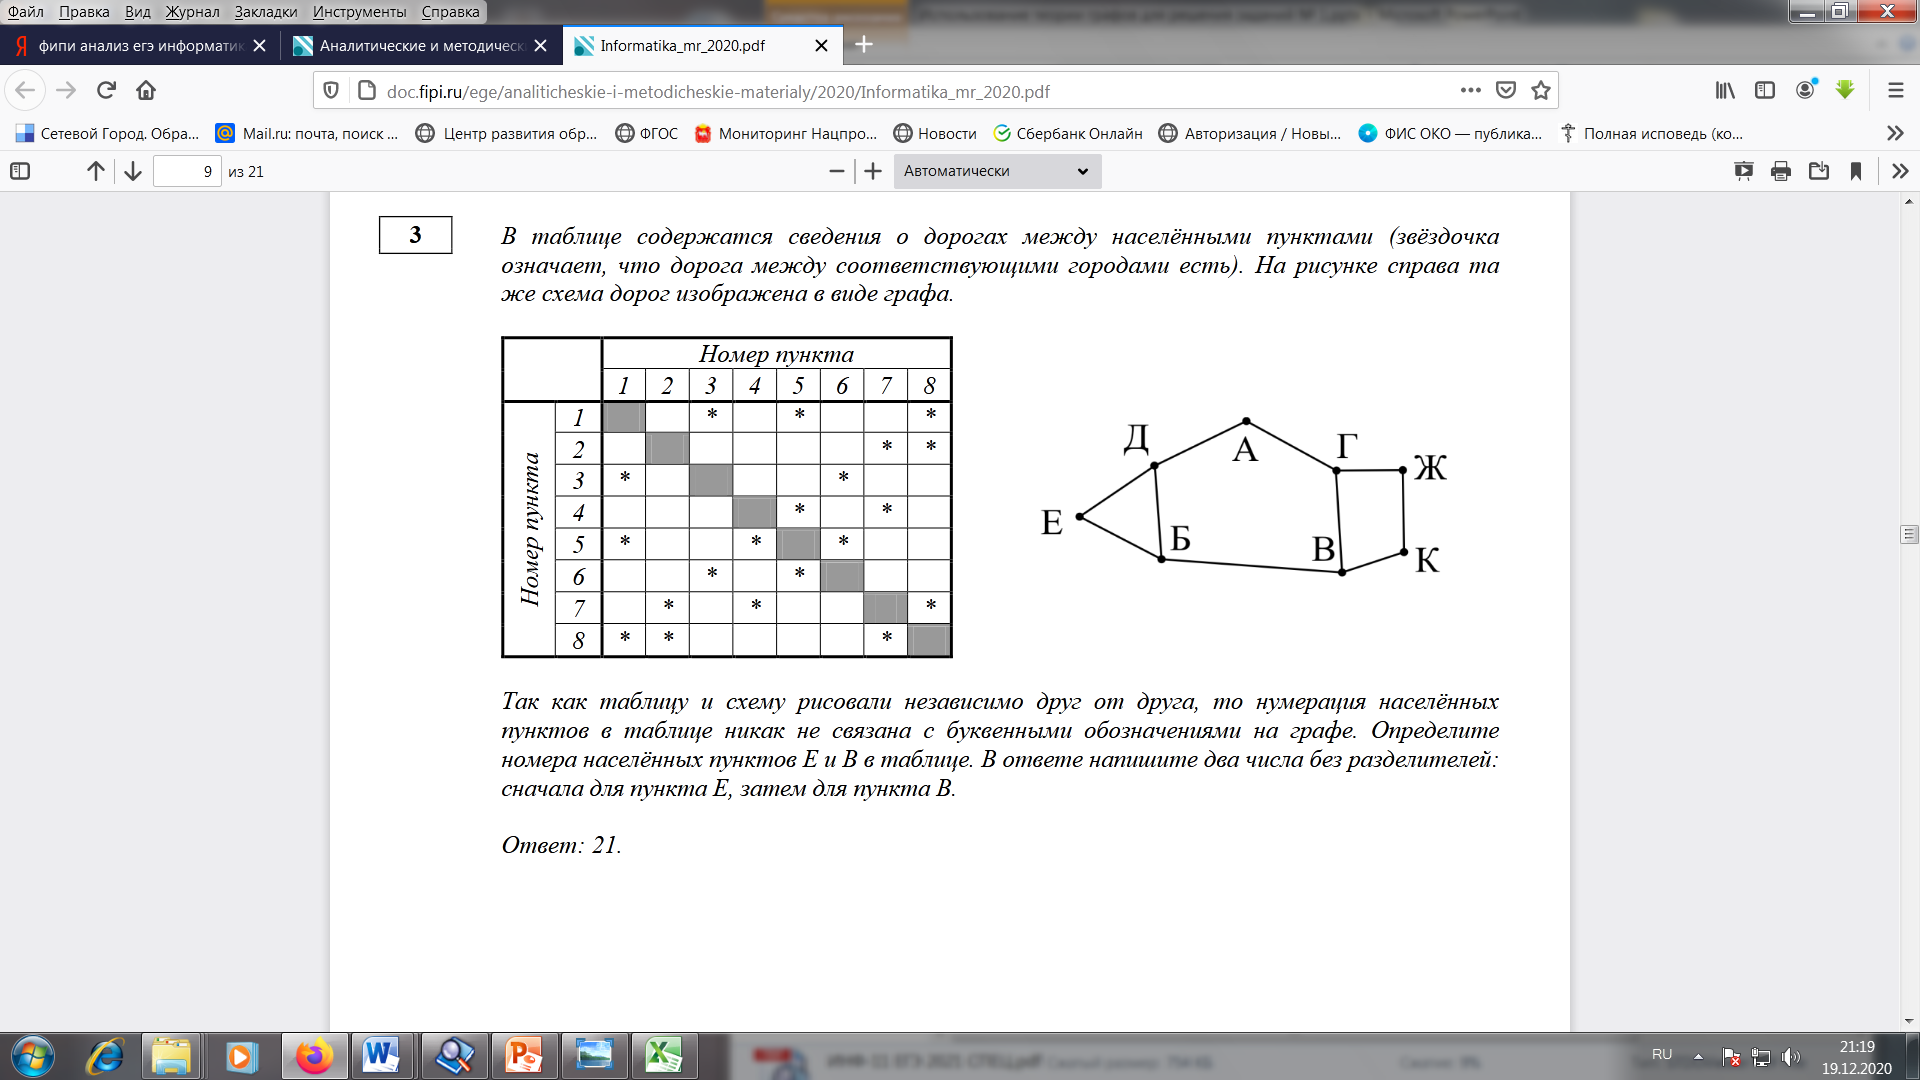 Файл Правка Вид Журнал Закладки Инструменты Справка
фипи анализ егэ информатик
Аналитические и методическ
Informatika_mr_2020.pdf
doc.fipi.ru/ege/analiticheskie-i-metodicheskie-materialy/2020/Informatika_mr_2020.pdf
Сетевой Город. Обра... Mail.ru: почта, поиск ... Центр развития обр... ФГОС Мониторинг Нацпро... Новости Сбербанк Онлайн Авторизация / Новы... ФИС ОКО — публика... Полная исповедь (ко...
9 из 21 Автоматически
3
В таблице содержатся сведения о дорогах между населёнными пунктами (звёздочка
означает, что дорога между соответствующими городами есть). На рисунке справа та
же схема дорог изображена в виде графа.
Номер пункта
1 2 3 4 5 6 7 8
Номер пункта
1 * * *
2 * *
3 * *
4 * *
5 * * *
6 * *
7 * * *
8 * * *
Д А Г Ж
Е Б В К
Так как таблицу и схему рисовали независимо друг от друга, то нумерация населённых
пунктов в таблице никак не связана с буквенными обозначениями на графе. Определите
номера населённых пунктов Е и В в таблице. В ответе напишите два числа без разделителей:
сначала для пункта Е, затем для пункта В.
Ответ: 21.
RU
21:19
19.12.2020